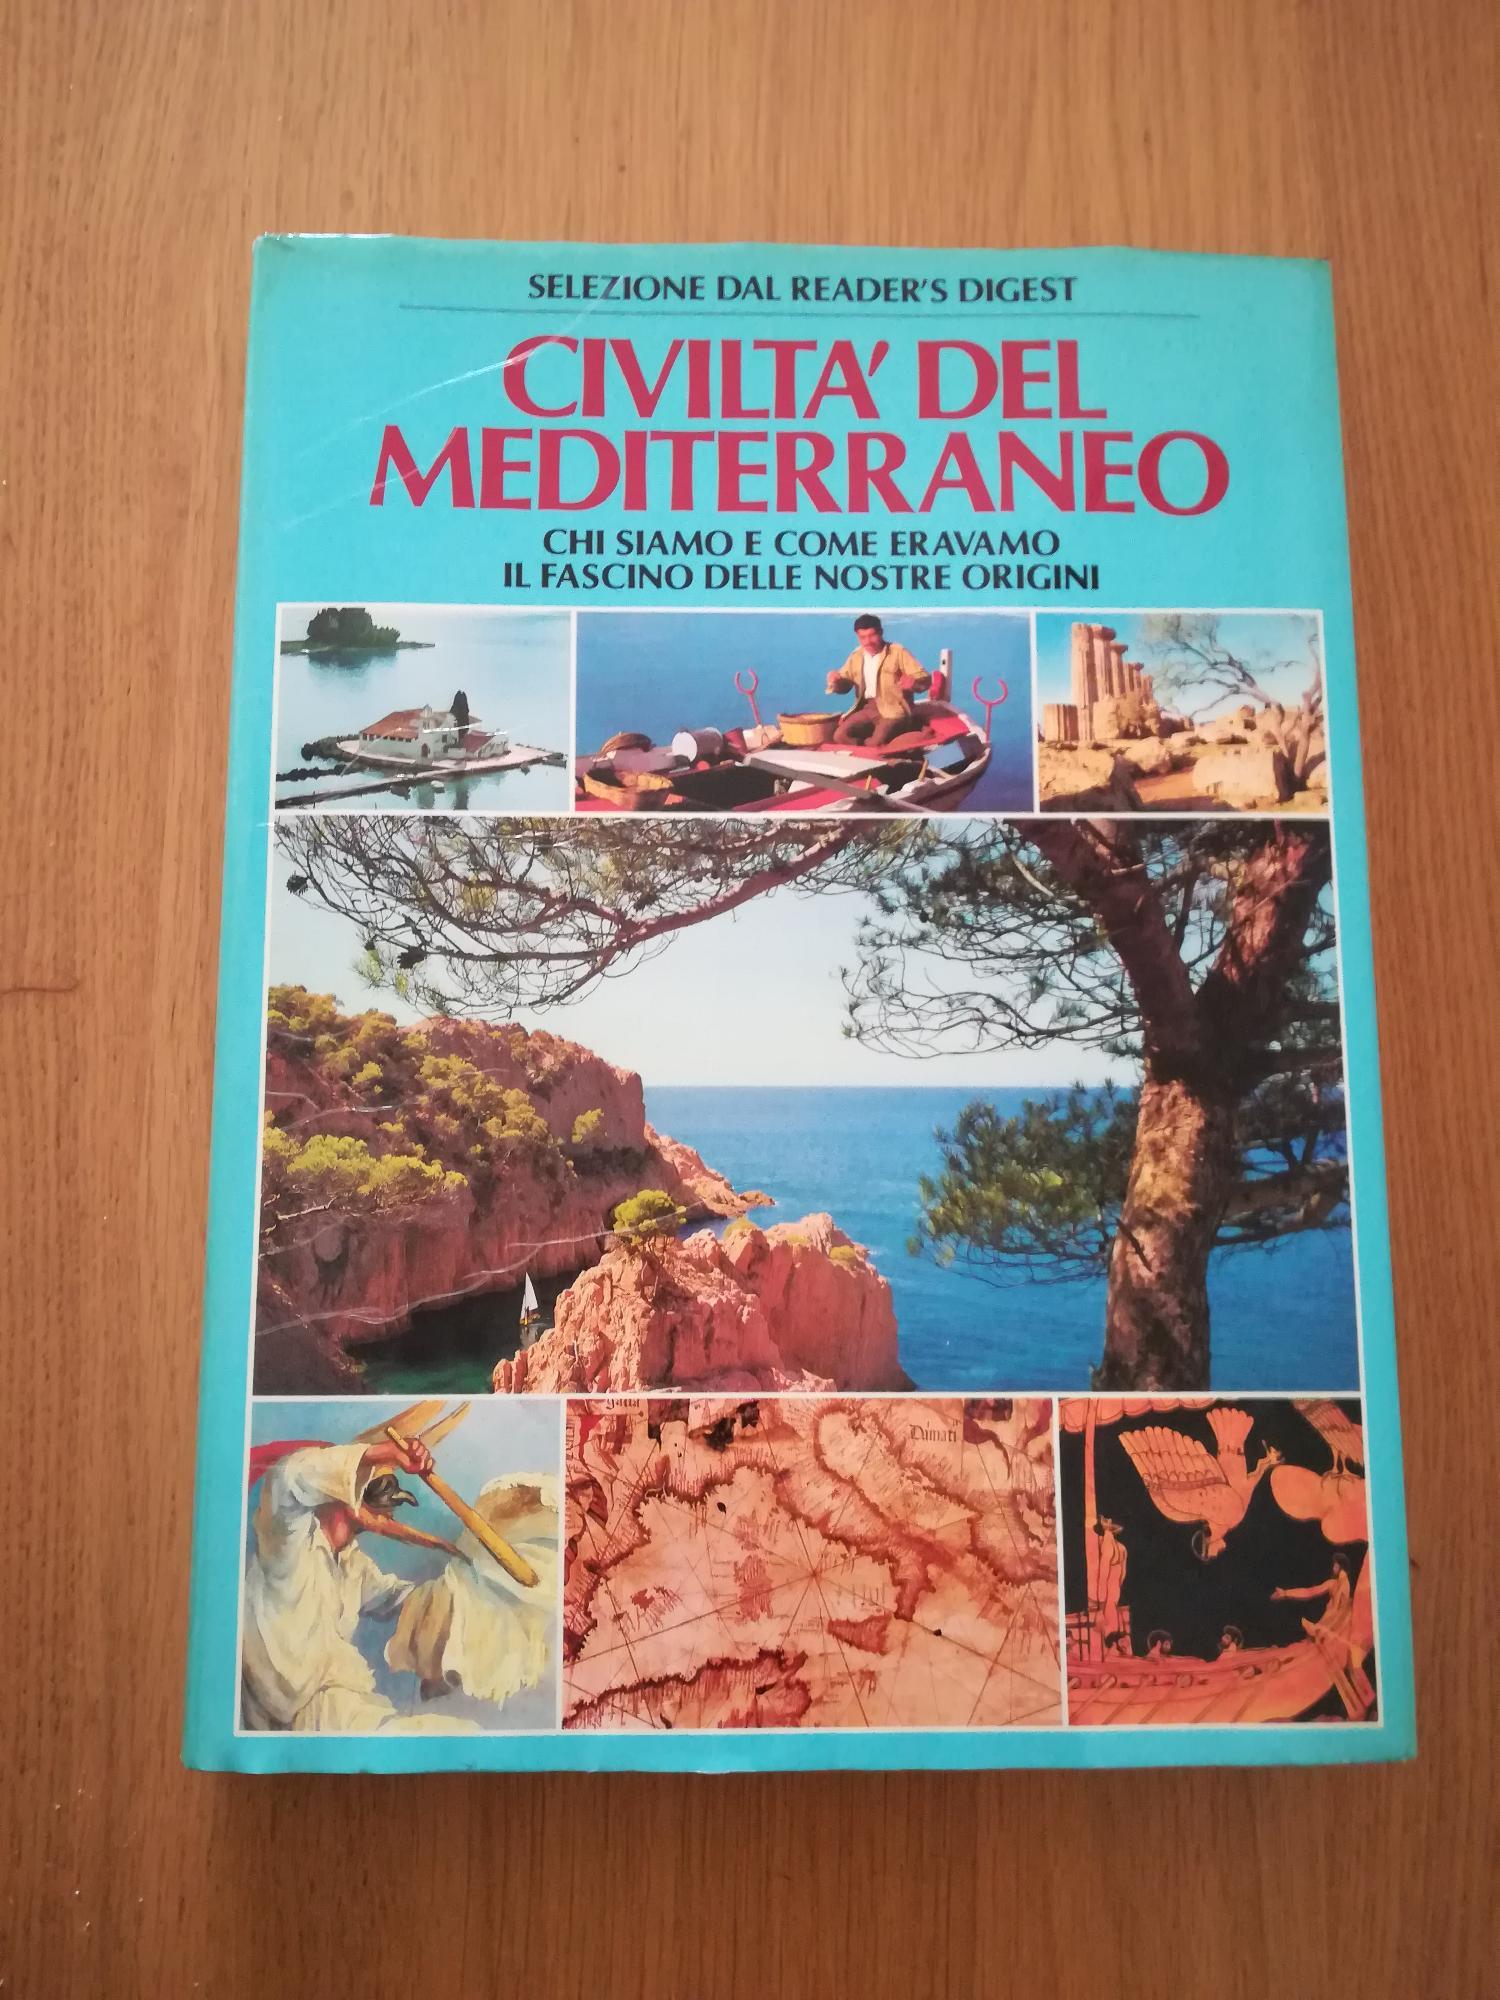 SELEZIONE DAL READER'S DIGEST
CIVILTA' DEL
MEDITERRANEO
CHI SIAMO E COME ERAVAMO
IL FASCINO DELLE NOSTRE ORIGINI